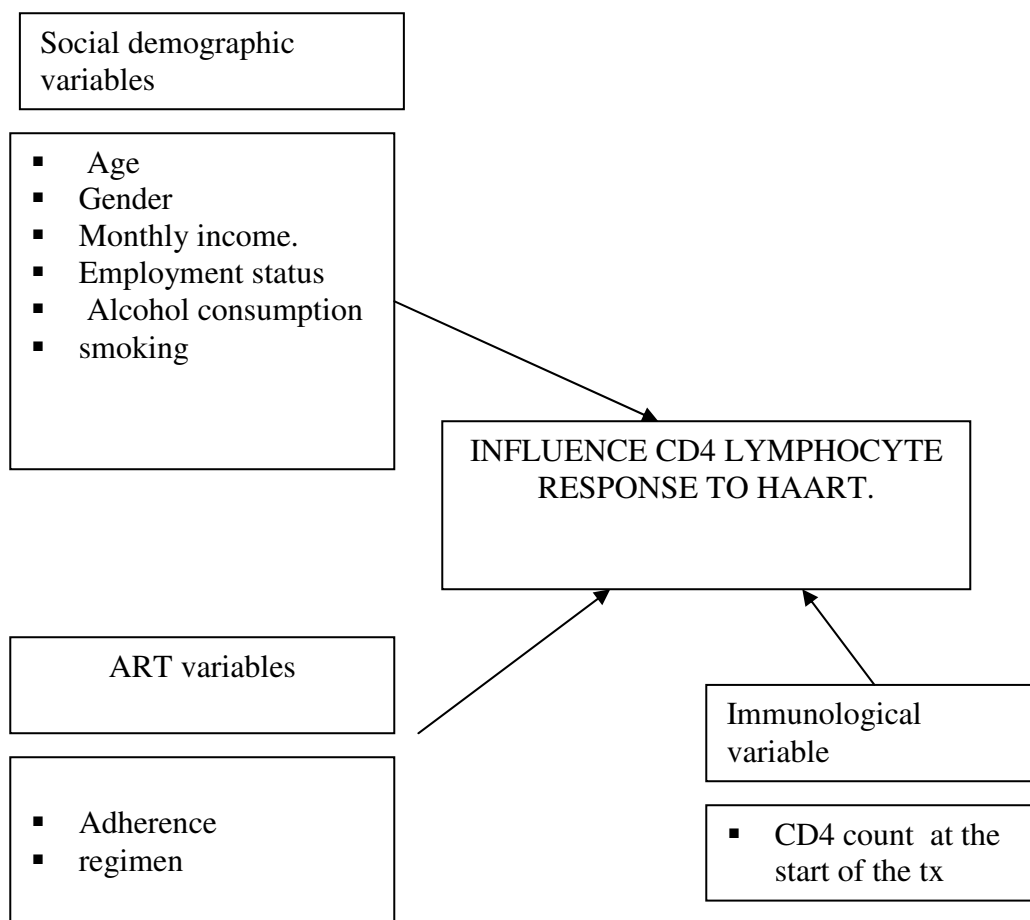 Social demographic
variables
▪ Age
▪ Gender
▪ Monthly income.
▪ Employment status
▪ Alcohol consumption
▪ smoking
INFLUENCE CD4 LYMPHOCYTE
RESPONSE TO HAART.
ART variables
▪ Adherence
▪ regimen
Immunological
variable
▪ CD4 count at the
start of the tx